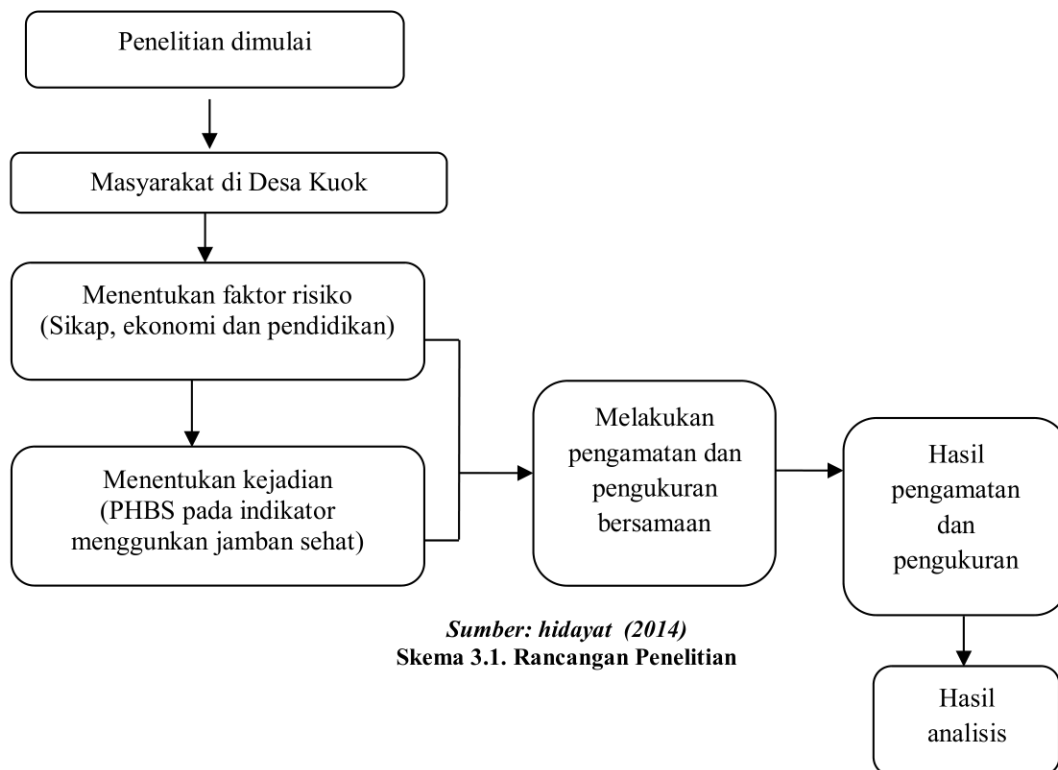 Penelitian dimulai
Masyarakat di Desa Kuok
Menentukan faktor risiko
(Sikap, ekonomi dan pendidikan)
Menentukan kejadian
(PHBS pada indikator
menggunkan jamban sehat)
Melakukan
pengamatan dan
pengukuran
bersamaan
Hasil
pengamatan
dan
pengukuran
Sumber: hidayat (2014)
Skema 3.1. Rancangan Penelitian
Hasil
analisis